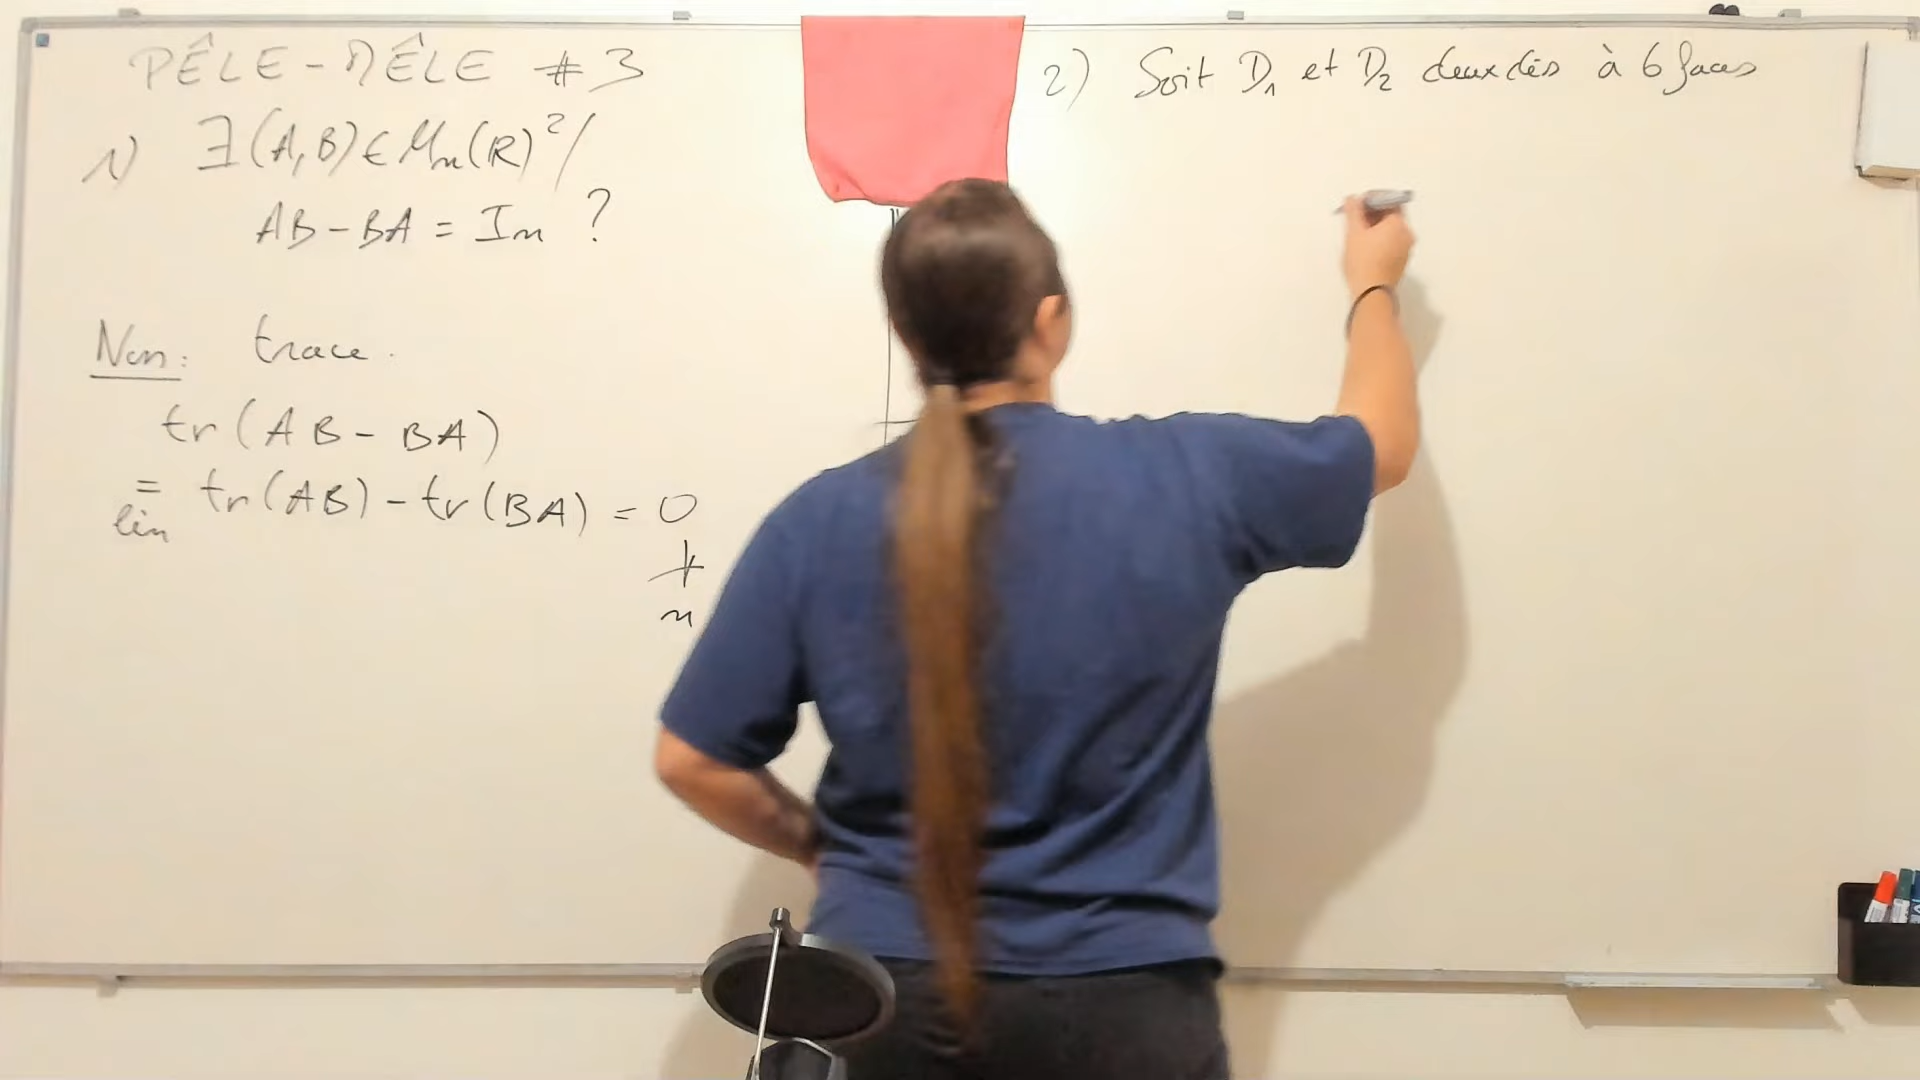 PÊLE-MÊLE #3
1) ∃(A,B)∈Mn(R)²/
AB-BA = In ?
Non: trace.
tr(AB-BA)
= tr(AB)-tr(BA) = 0
lin
≠
n
2) Soit D1 et D2 deux dés à 6 faces